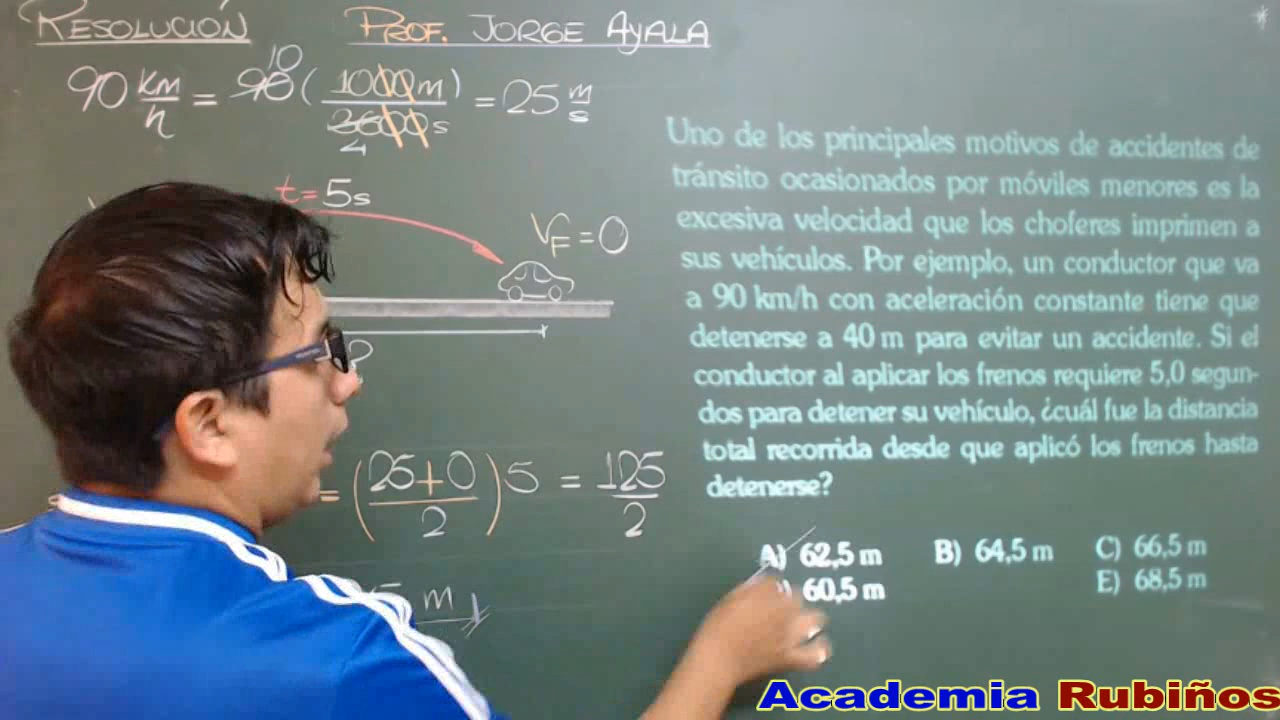 RESOLUCIÓN
PROF. JORGE AYALA
90 km/h = 90 10 (1000m / 3600s 4) = 25 m/s
Uno de los principales motivos de accidentes de
tránsito ocasionados por móviles menores es la
excesiva velocidad que los choferes imprimen a
sus vehículos. Por ejemplo, un conductor que va
a 90 km/h con aceleración constante tiene que
detenerse a 40 m para evitar un accidente. Si el
conductor al aplicar los frenos requiere 5,0 segun-
dos para detener su vehículo, ¿cuál fue la distancia
total recorrida desde que aplicó los frenos hasta
detenerse?
t = 5s
VF = 0
= (25+0 / 2) 5 = 125 / 2
m
A) 62,5 m B) 64,5 m C) 66,5 m
60,5 m E) 68,5 m
Academia Rubiños